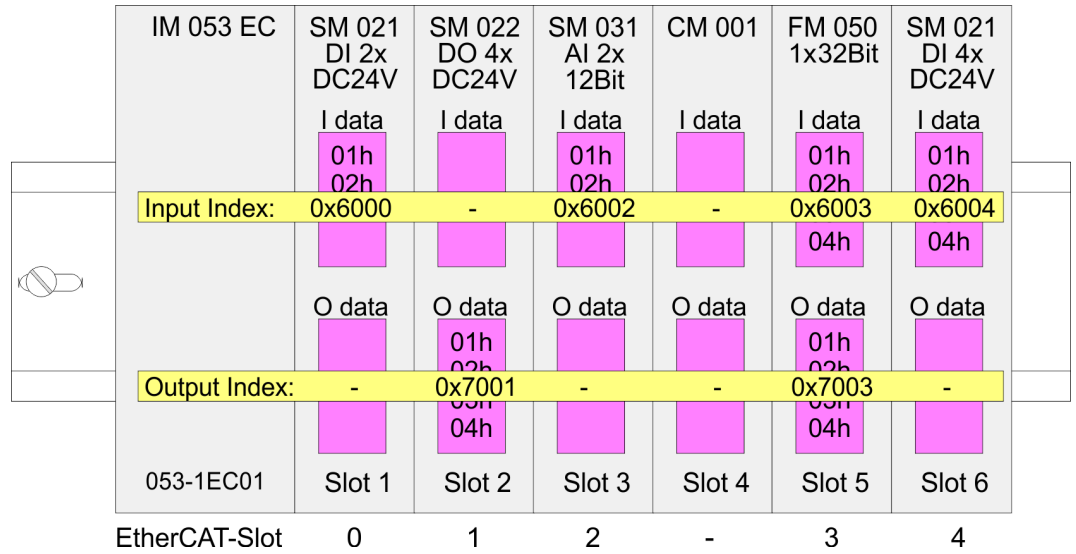 IM 053 EC
SM 021
DI 2x
DC24V
SM 022
DO 4x
DC24V
SM 031
AI 2x
12Bit
CM 001
FM 050
1x32Bit
SM 021
DI 4x
DC24V
I data I data I data I data I data I data
01h 01h 01h 01h
02h 02h 02h 02h
Input Index: 0x6000 - 0x6002 - 0x6003 0x6004
04h 04h
O data O data O data O data O data O data
01h 01h
02h 02h
Output Index: - 0x7001 - - 0x7003 -
03h 03h
04h 04h
053-1EC01 Slot 1 Slot 2 Slot 3 Slot 4 Slot 5 Slot 6
EtherCAT-Slot 0 1 2 - 3 4